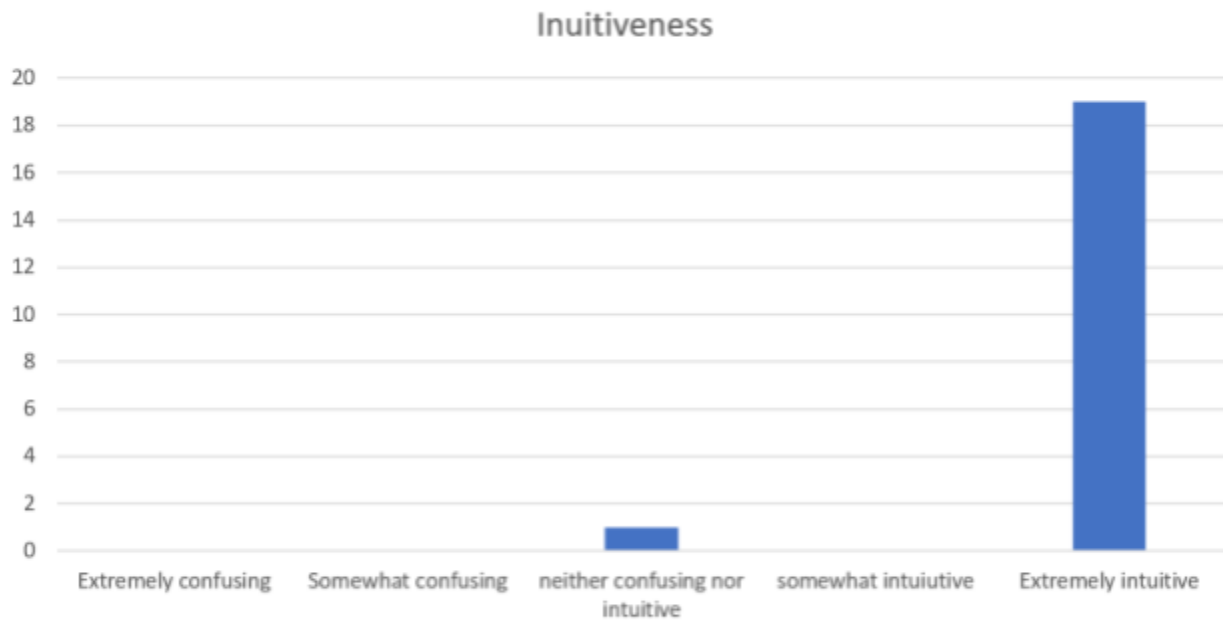 Inuitiveness
20
18
16
14
12
10
8
6
4
2
0
Extremely confusing
Somewhat confusing
neither confusing nor
intuitive
somewhat intuiutive
Extremely intuitive